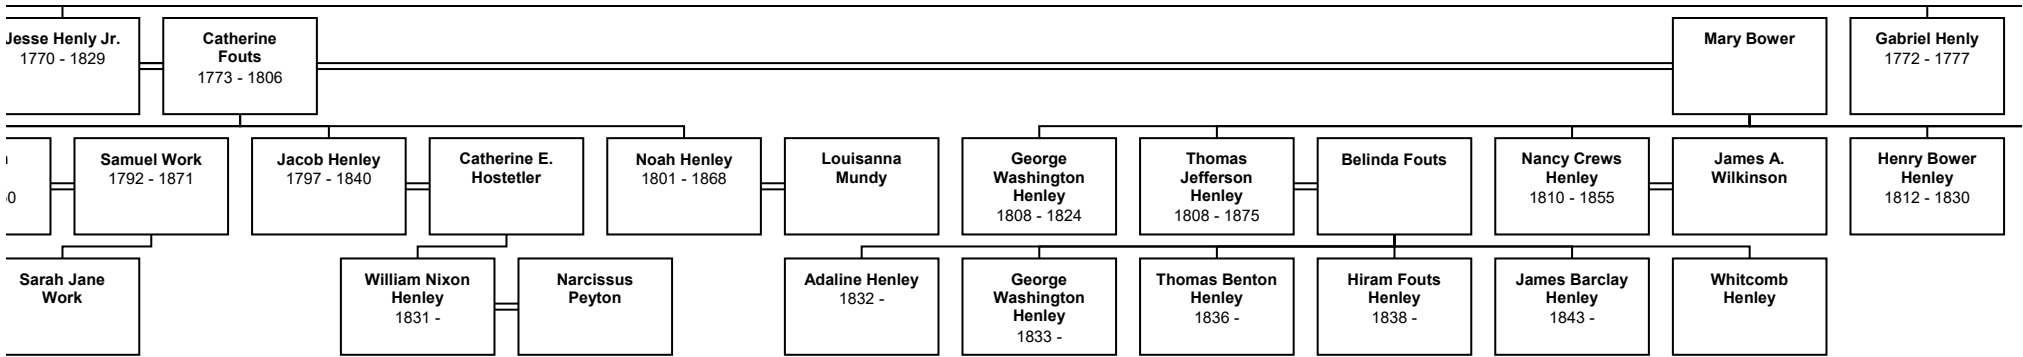 Jesse Henly Jr.
1770 - 1829
Catherine
Fouts
1773 - 1806
Mary Bower
Gabriel Henly
1772 - 1777
Samuel Work
1792 - 1871
Jacob Henley
1797 - 1840
Catherine E.
Hostetler
Noah Henley
1801 - 1868
Louisanna
Mundy
George
Washington
Henley
1808 - 1824
Thomas
Jefferson
Henley
1808 - 1875
Belinda Fouts
Nancy Crews
Henley
1810 - 1855
James A.
Wilkinson
Henry Bower
Henley
1812 - 1830
Sarah Jane
Work
William Nixon
Henley
1831 -
Narcissus
Peyton
Adaline Henley
1832 -
George
Washington
Henley
1833 -
Thomas Benton
Henley
1836 -
Hiram Fouts
Henley
1838 -
James Barclay
Henley
1843 -
Whitcomb
Henley